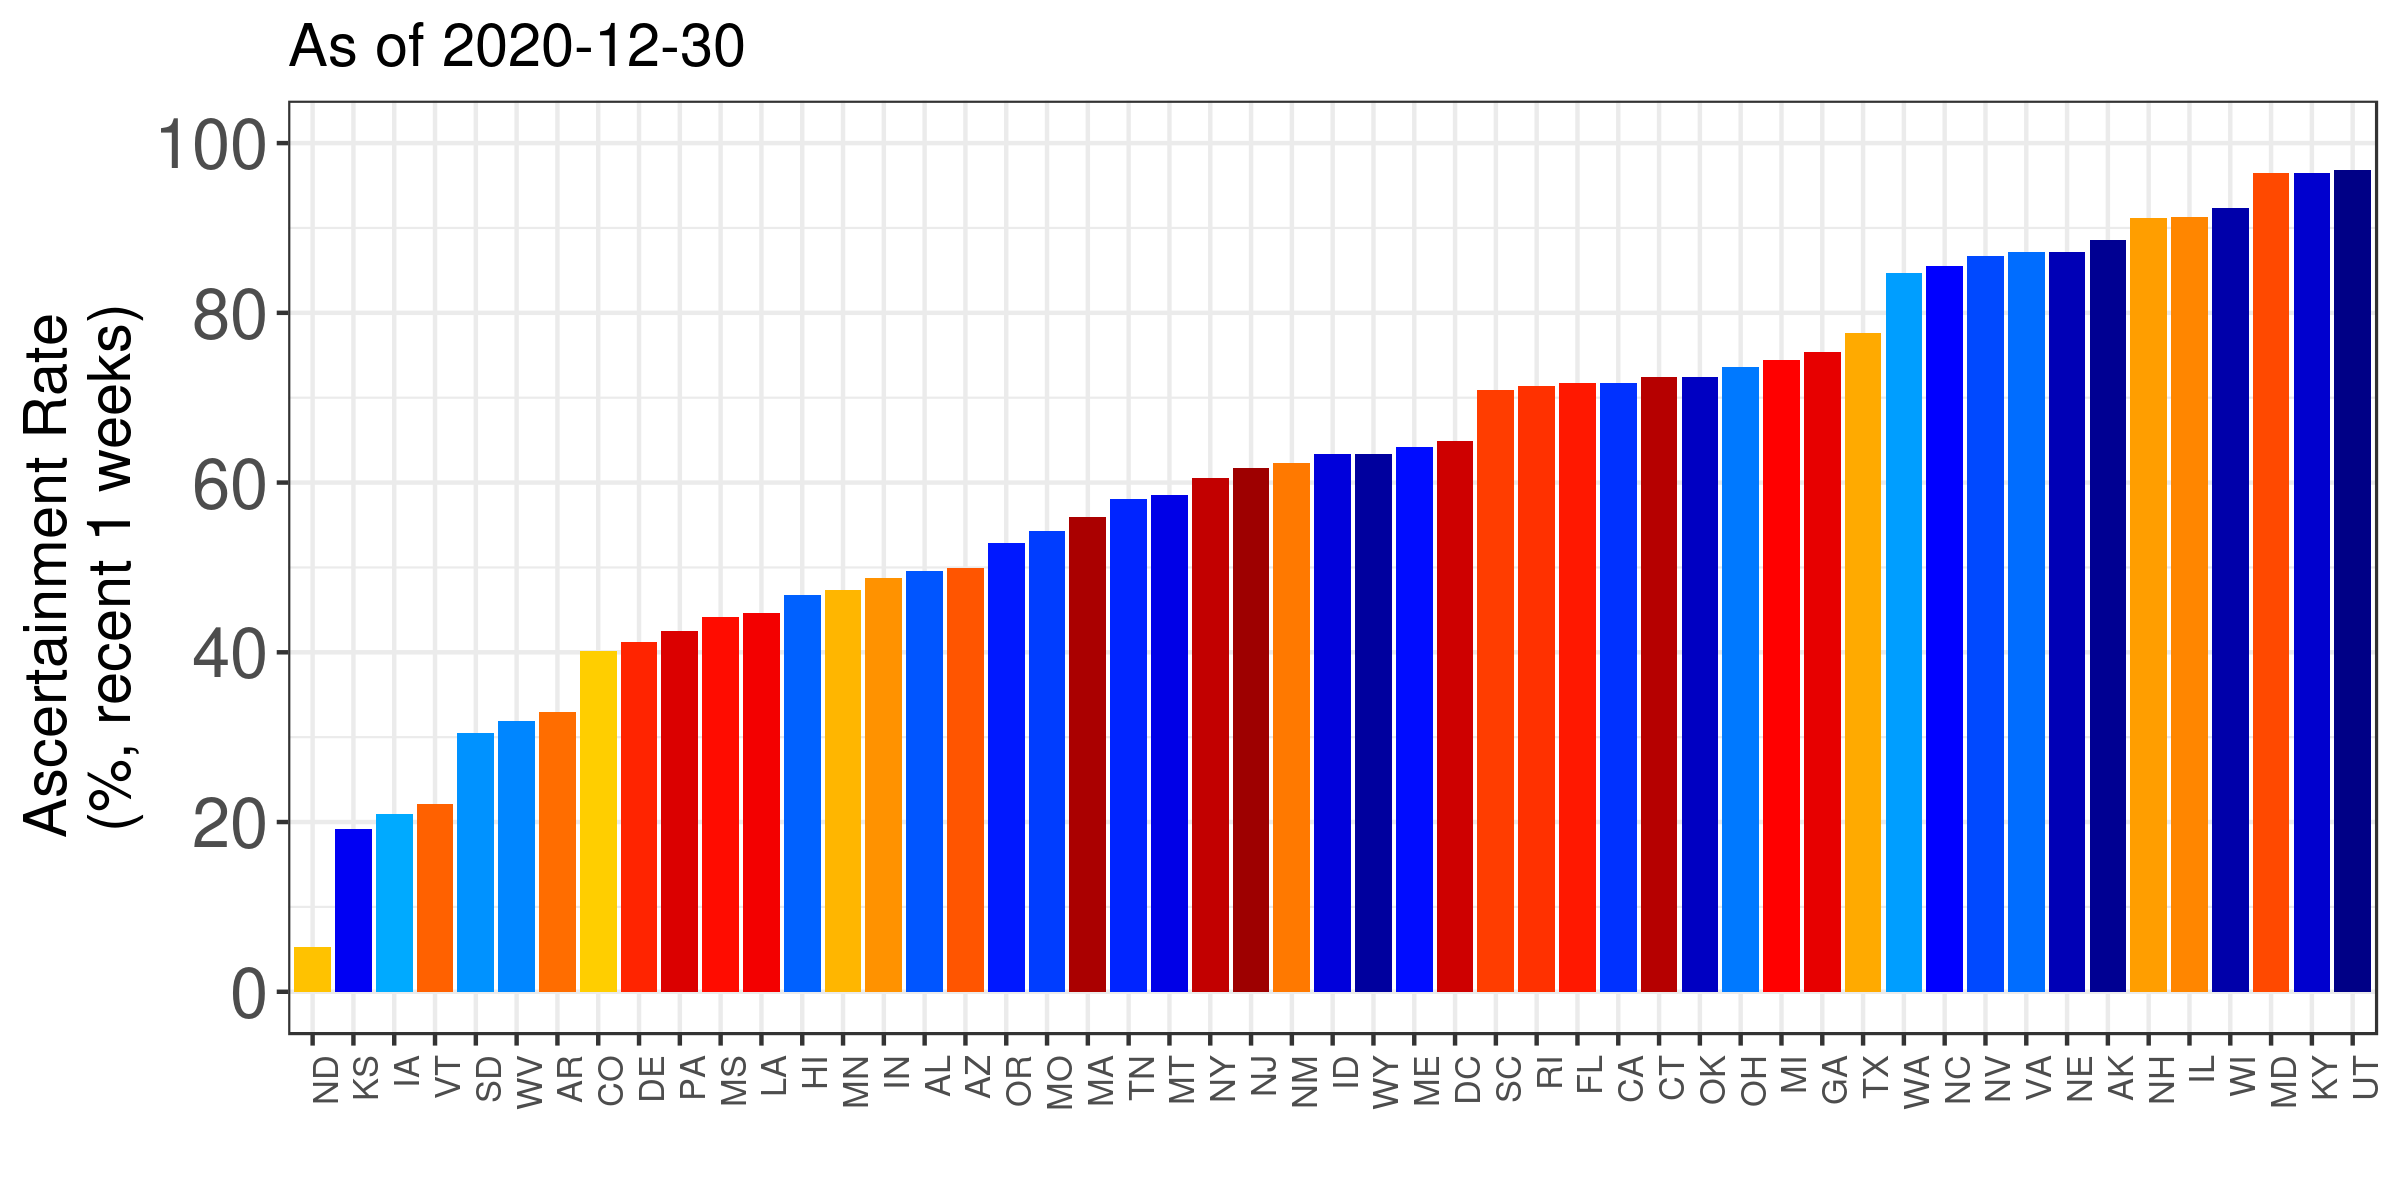 As of 2020-12-30
Ascertainment Rate
(%, recent 1 weeks)
100
80
60
40
20
0
ND KS IA VT SD WV AR CO DE PA MS LA HI MN IN AL AZ OR MO MA TN MT NY NJ NM ID WY ME DC SC RI FL CA CT OK OH MI GA TX WA NC NV VA NE AK NH IL WI MD KY UT